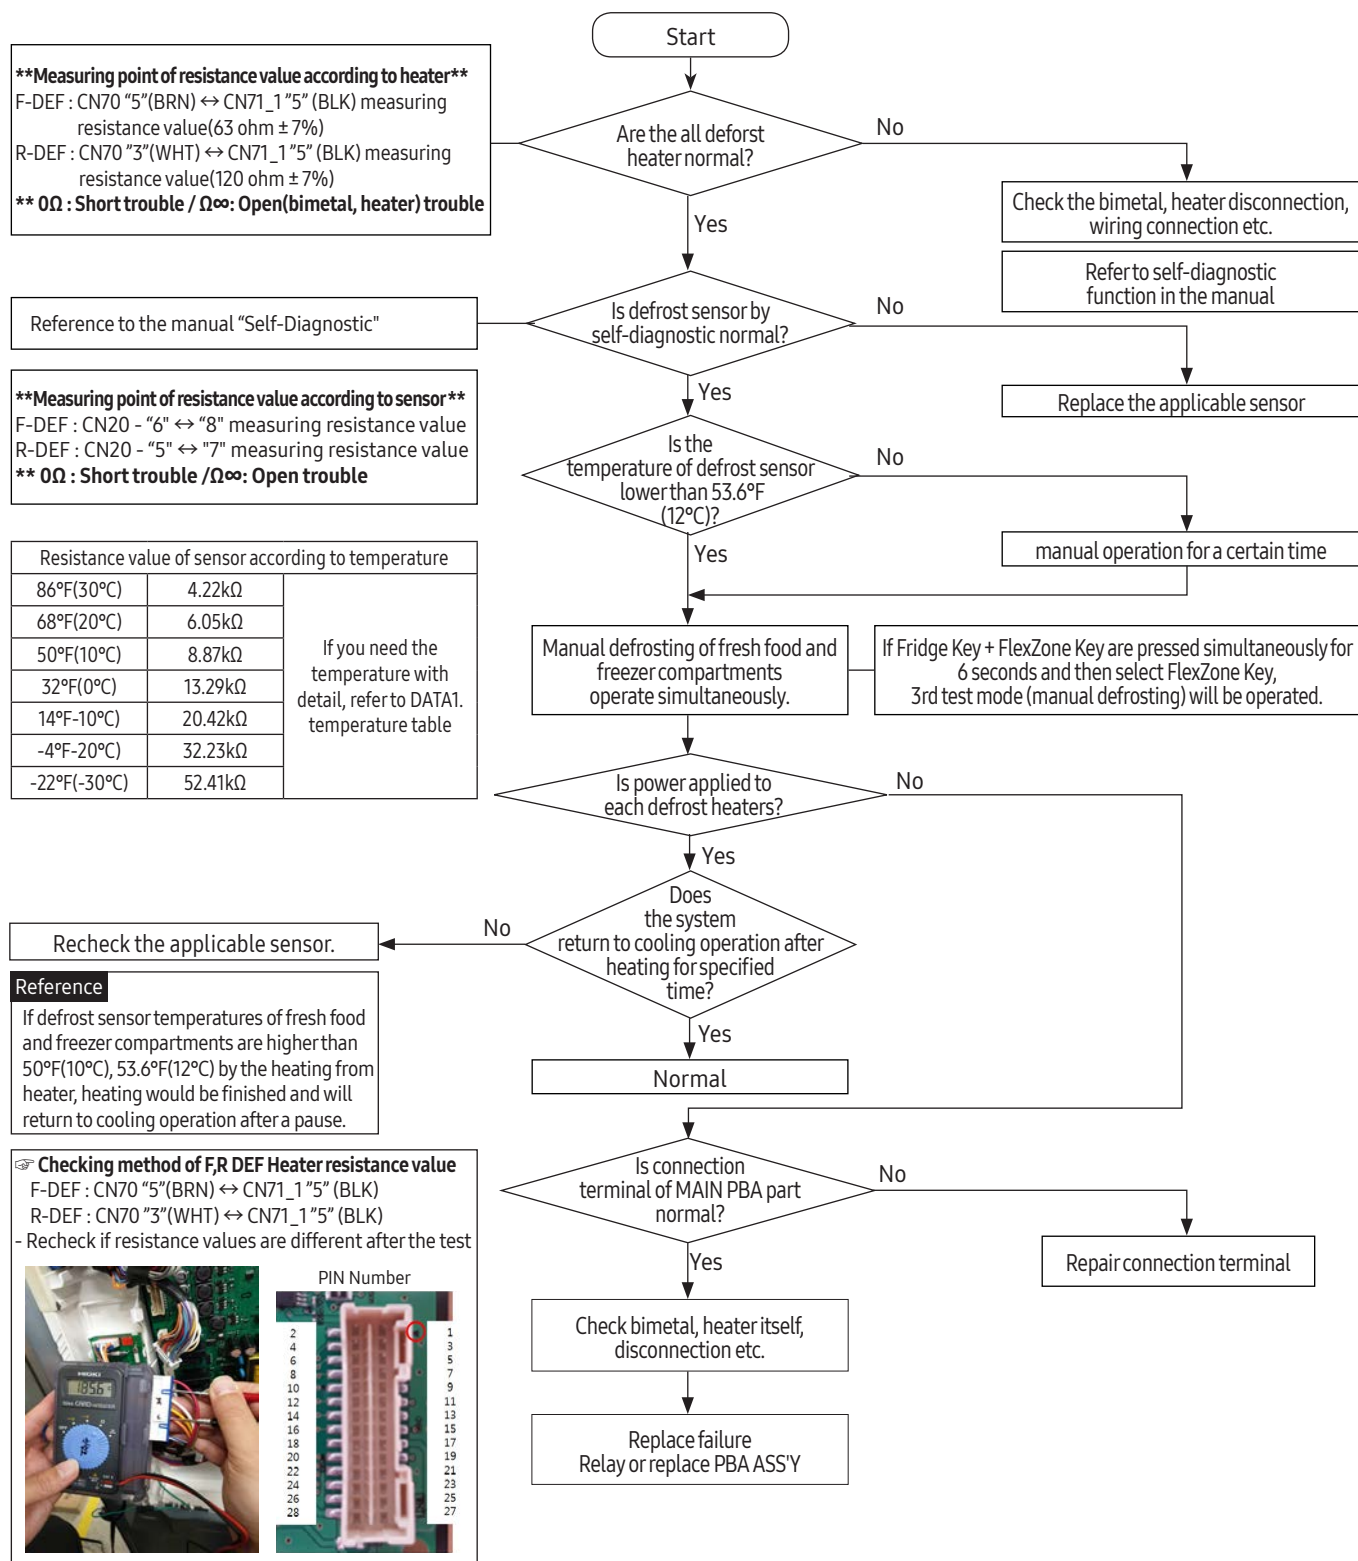 Start
**Measuring point of resistance value according to heater**
F-DEF : CN70 “5”(BRN) ↔ CN71_1 ”5” (BLK) measuring
resistance value(63 ohm ± 7%)
R-DEF : CN70 ”3”(WHT) ↔ CN71_1 ”5” (BLK) measuring
resistance value(120 ohm ± 7%)
** 0Ω : Short trouble / Ω∞: Open(bimetal, heater) trouble
Are the all deforst
heater normal?
No
Yes
Check the bimetal, heater disconnection,
wiring connection etc.
Refer to self-diagnostic
function in the manual
Reference to the manual “Self-Diagnostic"
Is defrost sensor by
self-diagnostic normal?
No
Yes
Replace the applicable sensor
**Measuring point of resistance value according to sensor**
F-DEF : CN20 - “6" ↔ “8" measuring resistance value
R-DEF : CN20 - “5" ↔ "7" measuring resistance value
** 0Ω : Short trouble /Ω∞: Open trouble
Is the
temperature of defrost sensor
lower than 53.6°F
(12°C)?
No
Yes
manual operation for a certain time
Resistance value of sensor according to temperature
86°F(30°C) 4.22kΩ
68°F(20°C) 6.05kΩ
50°F(10°C) 8.87kΩ
32°F(0°C) 13.29kΩ
14°F-10°C) 20.42kΩ
-4°F-20°C) 32.23kΩ
-22°F(-30°C) 52.41kΩ
If you need the
temperature with
detail, refer to DATA1.
temperature table
Manual defrosting of fresh food and
freezer compartments
operate simultaneously.
If Fridge Key + FlexZone Key are pressed simultaneously for
6 seconds and then select FlexZone Key,
3rd test mode (manual defrosting) will be operated.
Is power applied to
each defrost heaters?
No
Yes
Does
the system
return to cooling operation after
heating for specified
time?
No
Yes
Recheck the applicable sensor.
Reference
If defrost sensor temperatures of fresh food
and freezer compartments are higher than
50°F(10°C), 53.6°F(12°C) by the heating from
heater, heating would be finished and will
return to cooling operation after a pause.
Normal
Is connection
terminal of MAIN PBA part
normal?
No
Yes
Repair connection terminal
Check bimetal, heater itself,
disconnection etc.
Replace failure
Relay or replace PBA ASS'Y
☞ Checking method of F,R DEF Heater resistance value
F-DEF : CN70 “5”(BRN) ↔ CN71_1 ”5” (BLK)
R-DEF : CN70 ”3”(WHT) ↔ CN71_1 ”5” (BLK)
- Recheck if resistance values are different after the test
HIOKI
PIN Number
2 1
4 3
6 5
8 7
10 9
12 11
14 13
16 15
18 17
20 19
22 21
24 23
26 25
28 27